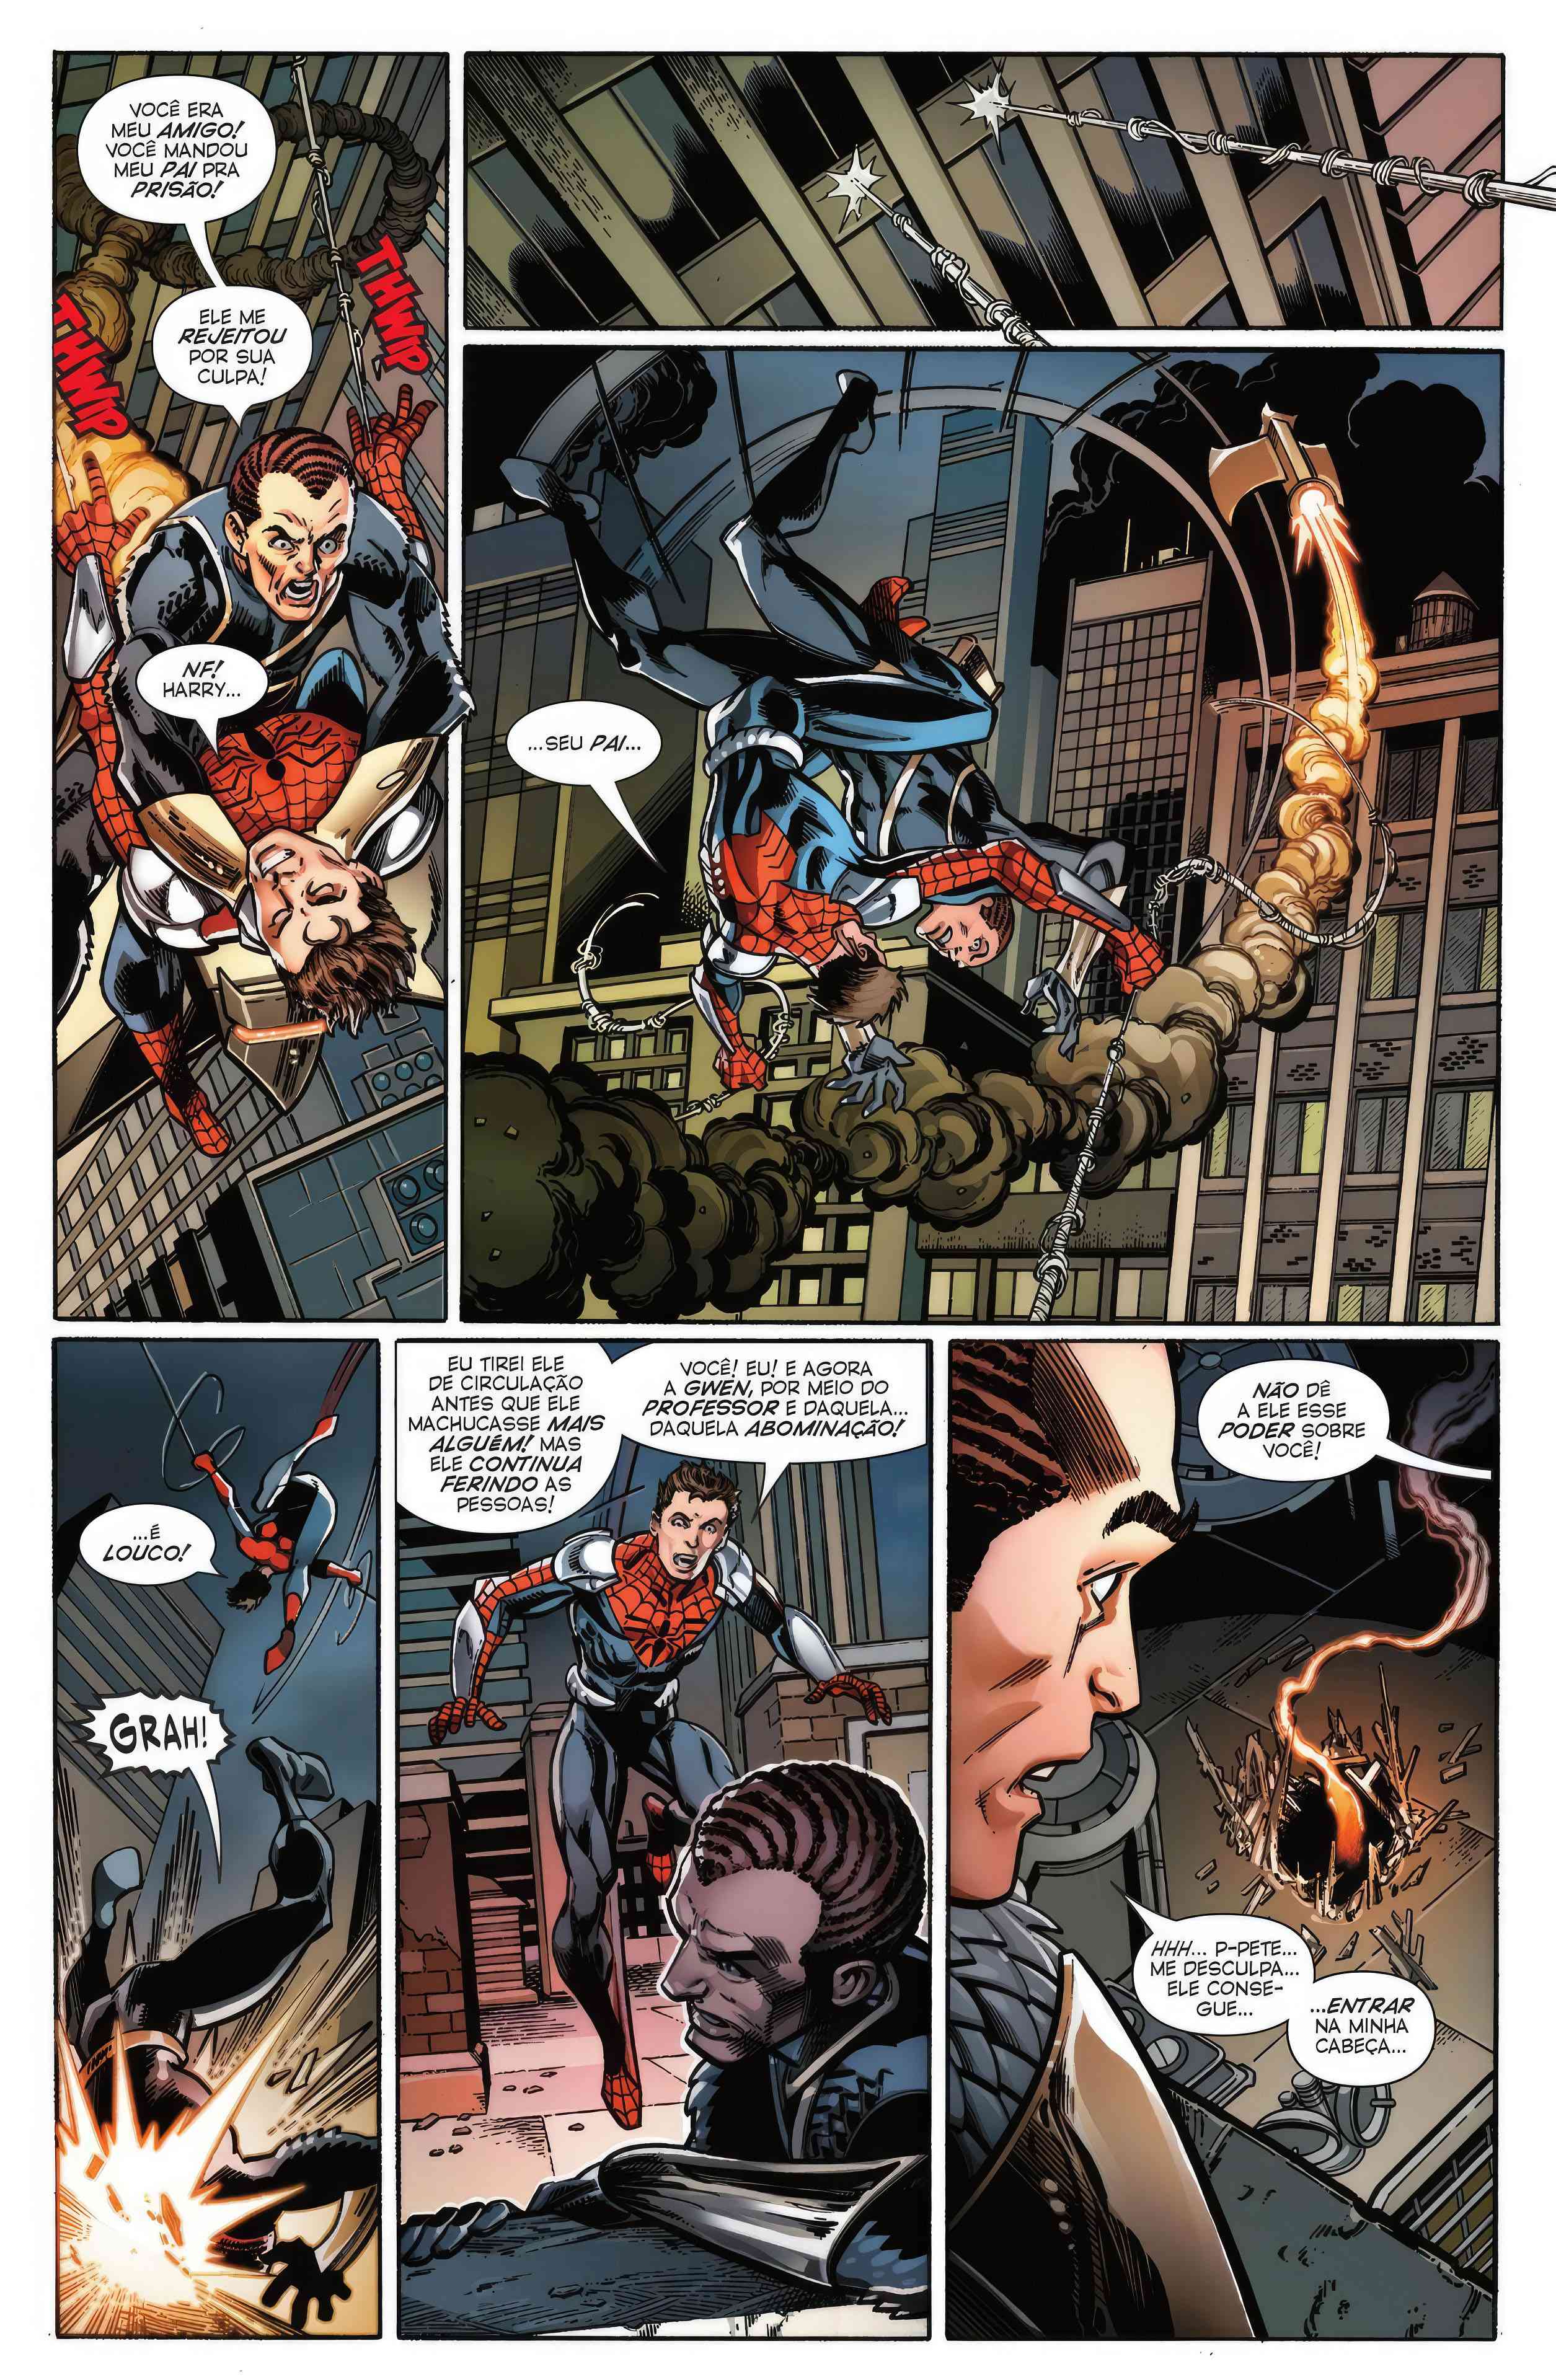 VOCÊ ERA
MEU AMIGO!
VOCÊ MANDOU
MEU PAI PRA
PRISÃO!
ELE ME
REJEITOU
POR SUA
CULPA!
THWIP
THWIP
NF!
HARRY...
...SEU PAI...
...É
LOUCO!
GRAH!
EU TIREI ELE
DE CIRCULAÇÃO
ANTES QUE ELE
MACHUCASSE MAIS
ALGUÉM! MAS
ELE CONTINUA
FERINDO AS
PESSOAS!
VOCÊ! EU! E AGORA
A GWEN, POR MEIO DO
PROFESSOR E DAQUELA...
DAQUELA ABOMINAÇÃO!
NÃO DÊ
A ELE ESSE
PODER SOBRE
VOCÊ!
HHH... P-PETE...
ME DESCULPA...
ELE CONSE-
GUE...
...ENTRAR
NA MINHA
CABEÇA...